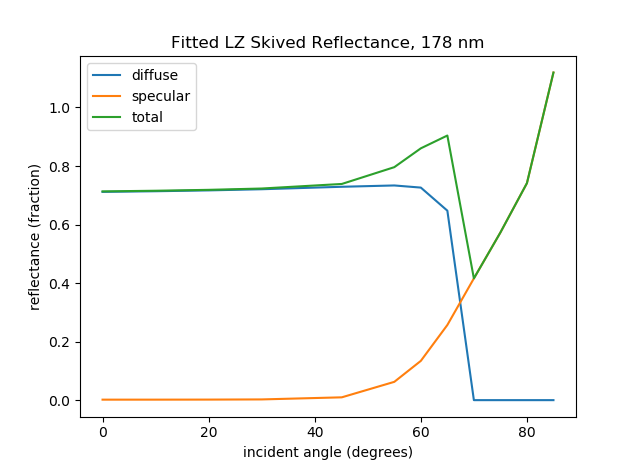 Fitted LZ Skived Reflectance, 178 nm
diffuse
specular
total
1.0
0.8
0.6
0.4
0.2
0.0
reflectance (fraction)
0 20 40 60 80
incident angle (degrees)